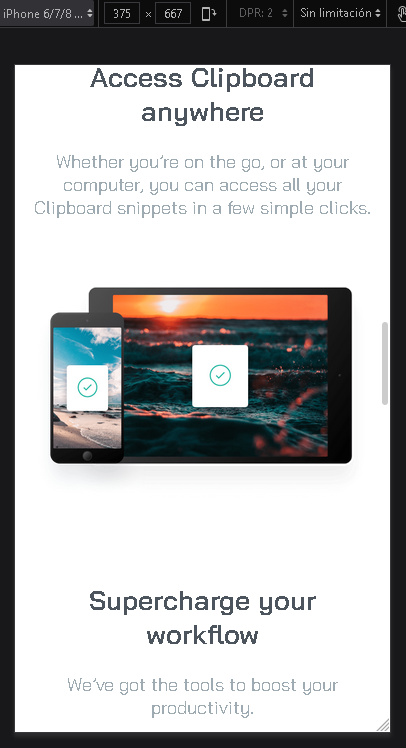 iPhone 6/7/8 ... 375 × 667 DPR: 2 Sin limitación
Access Clipboard
anywhere
Whether you're on the go, or at your
computer, you can access all your
Clipboard snippets in a few simple clicks.
Supercharge your
workflow
We've got the tools to boost your
productivity.